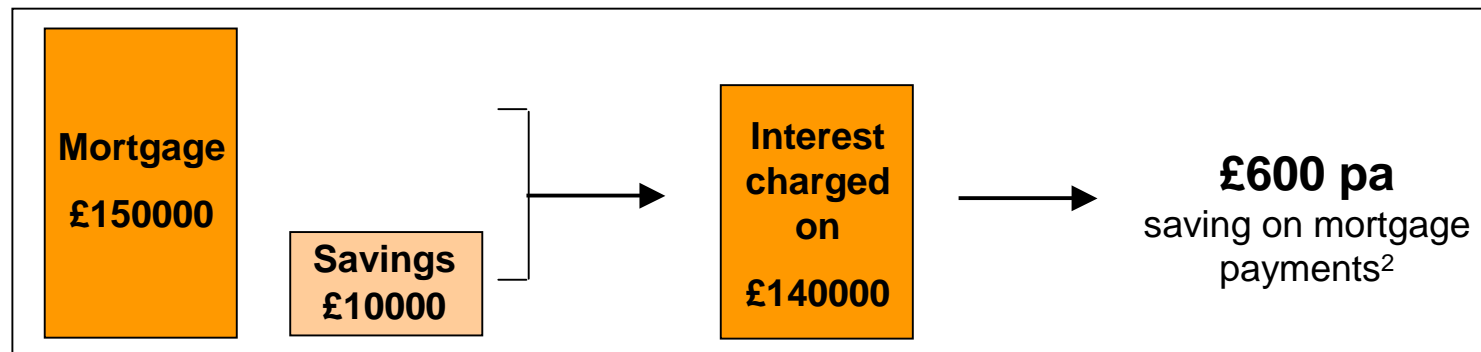 Mortgage
£150000
Savings
£10000
Interest
charged
on
£140000
£600 pa
saving on mortgage
payments²